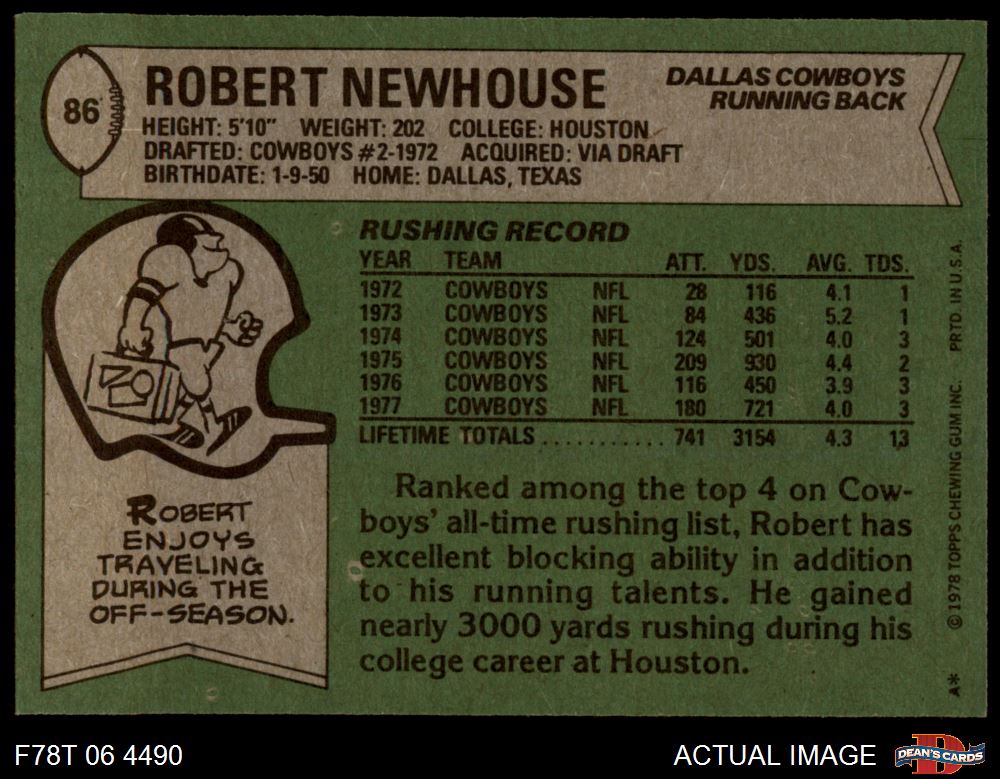 86
ROBERT NEWHOUSE
DALLAS COWBOYS
RUNNING BACK
HEIGHT: 5'10" WEIGHT: 202 COLLEGE: HOUSTON
DRAFTED: COWBOYS #2-1972 ACQUIRED: VIA DRAFT
BIRTHDATE: 1-9-50 HOME: DALLAS, TEXAS
RUSHING RECORD
YEAR TEAM ATT. YDS. AVG. TDS.
1972 COWBOYS NFL 28 116 4.1 1
1973 COWBOYS NFL 84 436 5.2 1
1974 COWBOYS NFL 124 501 4.0 3
1975 COWBOYS NFL 209 930 4.4 2
1976 COWBOYS NFL 116 450 3.9 3
1977 COWBOYS NFL 180 721 4.0 3
LIFETIME TOTALS........... 741 3154 4.3 13
ROBERT
ENJOYS
TRAVELING
DURING THE
OFF-SEASON.
Ranked among the top 4 on Cow-
boys' all-time rushing list, Robert has
excellent blocking ability in addition
to his running talents. He gained
nearly 3000 yards rushing during his
college career at Houston.
A* © 1978 TOPPS CHEWING GUM INC. PRTD. IN U.S.A.
F78T 06 4490
ACTUAL IMAGE
D
DEAN'S CARDS